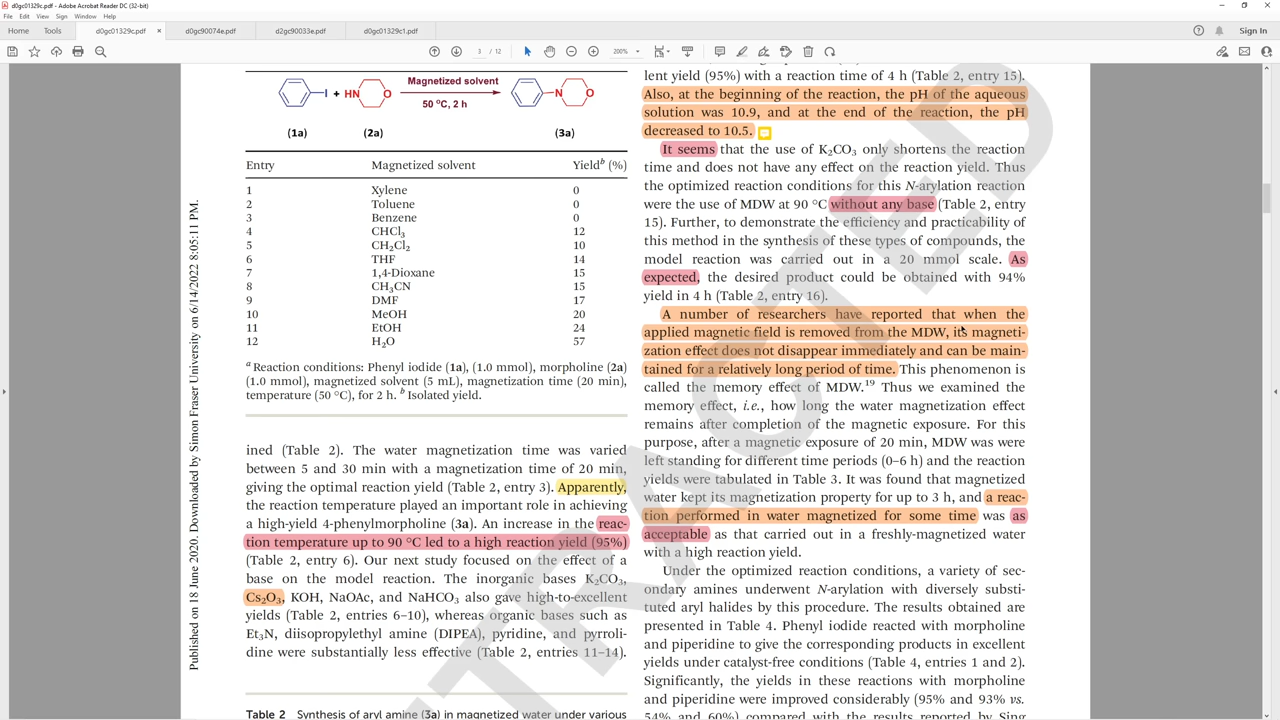 d0gc01329c.pdf - Adobe Acrobat Reader DC (32-bit)
File Edit View Sign Window Help
Home Tools d0gc01329c.pdf × d0gc90074e.pdf d2gc90033e.pdf d0gc01329c1.pdf Sign In
3 / 12 200%
Published on 18 June 2020. Downloaded by Simon Fraser University on 6/14/2022 8:05:11 PM.
RETRACTED
I + HN O Magnetized solvent N O
50 °C, 2 h
(1a) (2a) (3a)
Entry Magnetized solvent Yieldᵇ (%)
1 Xylene 0
2 Toluene 0
3 Benzene 0
4 CHCl₃ 12
5 CH₂Cl₂ 10
6 THF 14
7 1,4-Dioxane 15
8 CH₃CN 15
9 DMF 17
10 MeOH 20
11 EtOH 24
12 H₂O 57
ᵃ Reaction conditions: Phenyl iodide (1a), (1.0 mmol), morpholine (2a)
(1.0 mmol), magnetized solvent (5 mL), magnetization time (20 min),
temperature (50 °C), for 2 h. ᵇ Isolated yield.
ined (Table 2). The water magnetization time was varied
between 5 and 30 min with a magnetization time of 20 min,
giving the optimal reaction yield (Table 2, entry 3). Apparently,
the reaction temperature played an important role in achieving
a high-yield 4-phenylmorpholine (3a). An increase in the reac-
tion temperature up to 90 °C led to a high reaction yield (95%)
(Table 2, entry 6). Our next study focused on the effect of a
base on the model reaction. The inorganic bases K₂CO₃,
Cs₂O₃, KOH, NaOAc, and NaHCO₃ also gave high-to-excellent
yields (Table 2, entries 6–10), whereas organic bases such as
Et₃N, diisopropylethyl amine (DIPEA), pyridine, and pyrroli-
dine were substantially less effective (Table 2, entries 11–14).
Table 2 Synthesis of aryl amine (3a) in magnetized water under various
lent yield (95%) with a reaction time of 4 h (Table 2, entry 15).
Also, at the beginning of the reaction, the pH of the aqueous
solution was 10.9, and at the end of the reaction, the pH
decreased to 10.5.
It seems that the use of K₂CO₃ only shortens the reaction
time and does not have any effect on the reaction yield. Thus
the optimized reaction conditions for this N-arylation reaction
were the use of MDW at 90 °C without any base (Table 2, entry
15). Further, to demonstrate the efficiency and practicability of
this method in the synthesis of these types of compounds, the
model reaction was carried out in a 20 mmol scale. As
expected, the desired product could be obtained with 94%
yield in 4 h (Table 2, entry 16).
A number of researchers have reported that when the
applied magnetic field is removed from the MDW, its magneti-
zation effect does not disappear immediately and can be main-
tained for a relatively long period of time. This phenomenon is
called the memory effect of MDW.¹⁹ Thus we examined the
memory effect, i.e., how long the water magnetization effect
remains after completion of the magnetic exposure. For this
purpose, after a magnetic exposure of 20 min, MDW was were
left standing for different time periods (0–6 h) and the reaction
yields were tabulated in Table 3. It was found that magnetized
water kept its magnetization property for up to 3 h, and a reac-
tion performed in water magnetized for some time was as
acceptable as that carried out in a freshly-magnetized water
with a high reaction yield.
Under the optimized reaction conditions, a variety of sec-
ondary amines underwent N-arylation with diversely substi-
tuted aryl halides by this procedure. The results obtained are
presented in Table 4. Phenyl iodide reacted with morpholine
and piperidine to give the corresponding products in excellent
yields under catalyst-free conditions (Table 4, entries 1 and 2).
Significantly, the yields in these reactions with morpholine
and piperidine were improved considerably (95% and 93% vs.
54% and 60%) compared with the results reported by Sing